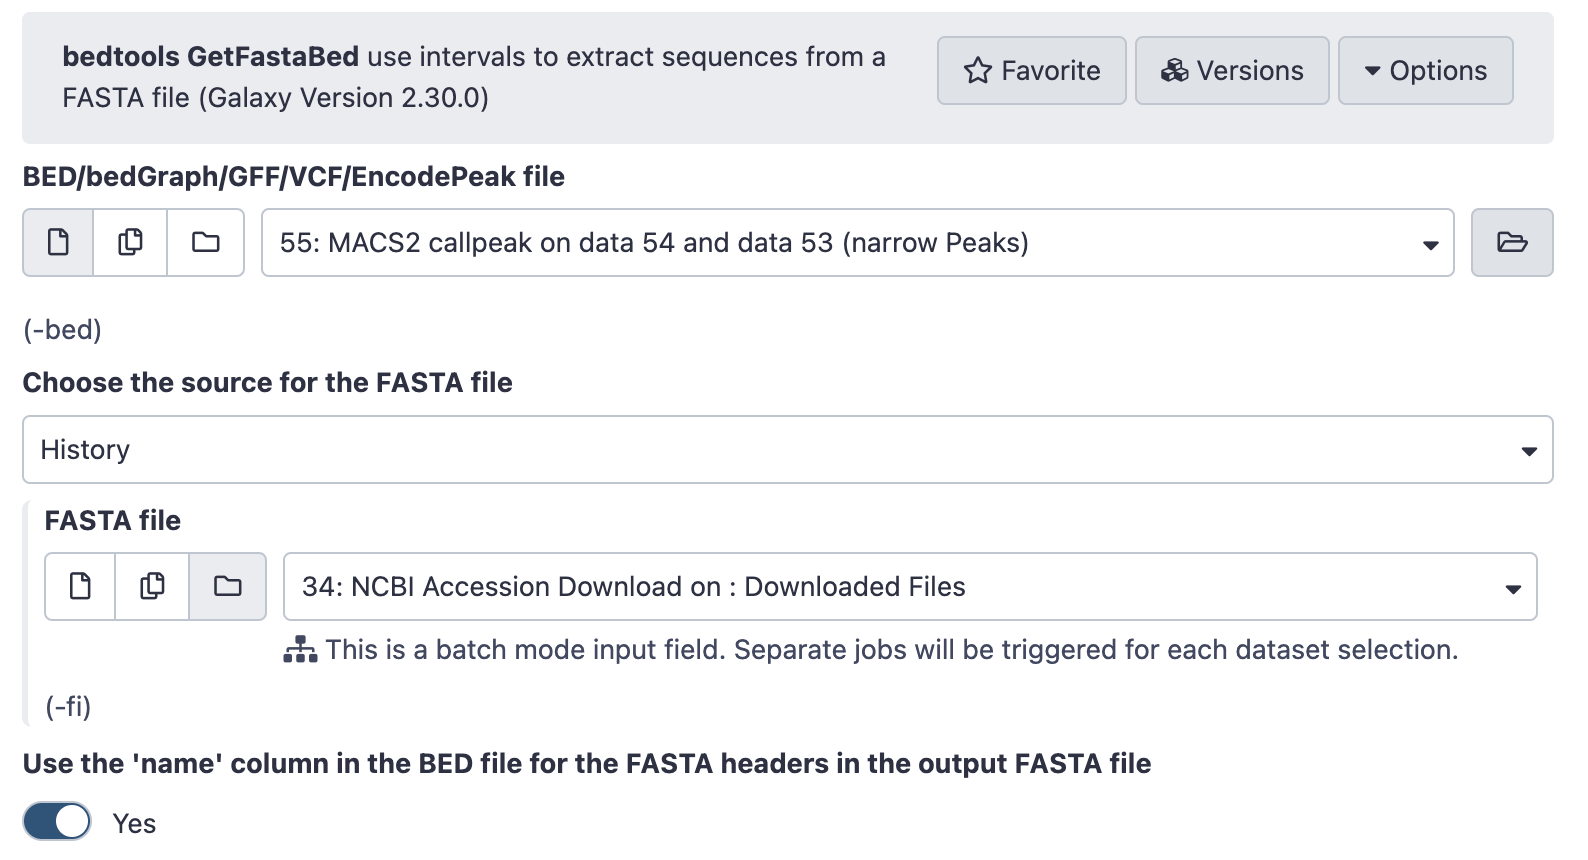 bedtools GetFastaBed use intervals to extract sequences from a
FASTA file (Galaxy Version 2.30.0)
Favorite
Versions
Options
BED/bedGraph/GFF/VCF/EncodePeak file
55: MACS2 callpeak on data 54 and data 53 (narrow Peaks)
(-bed)
Choose the source for the FASTA file
History
FASTA file
34: NCBI Accession Download on : Downloaded Files
This is a batch mode input field. Separate jobs will be triggered for each dataset selection.
(-fi)
Use the 'name' column in the BED file for the FASTA headers in the output FASTA file
Yes